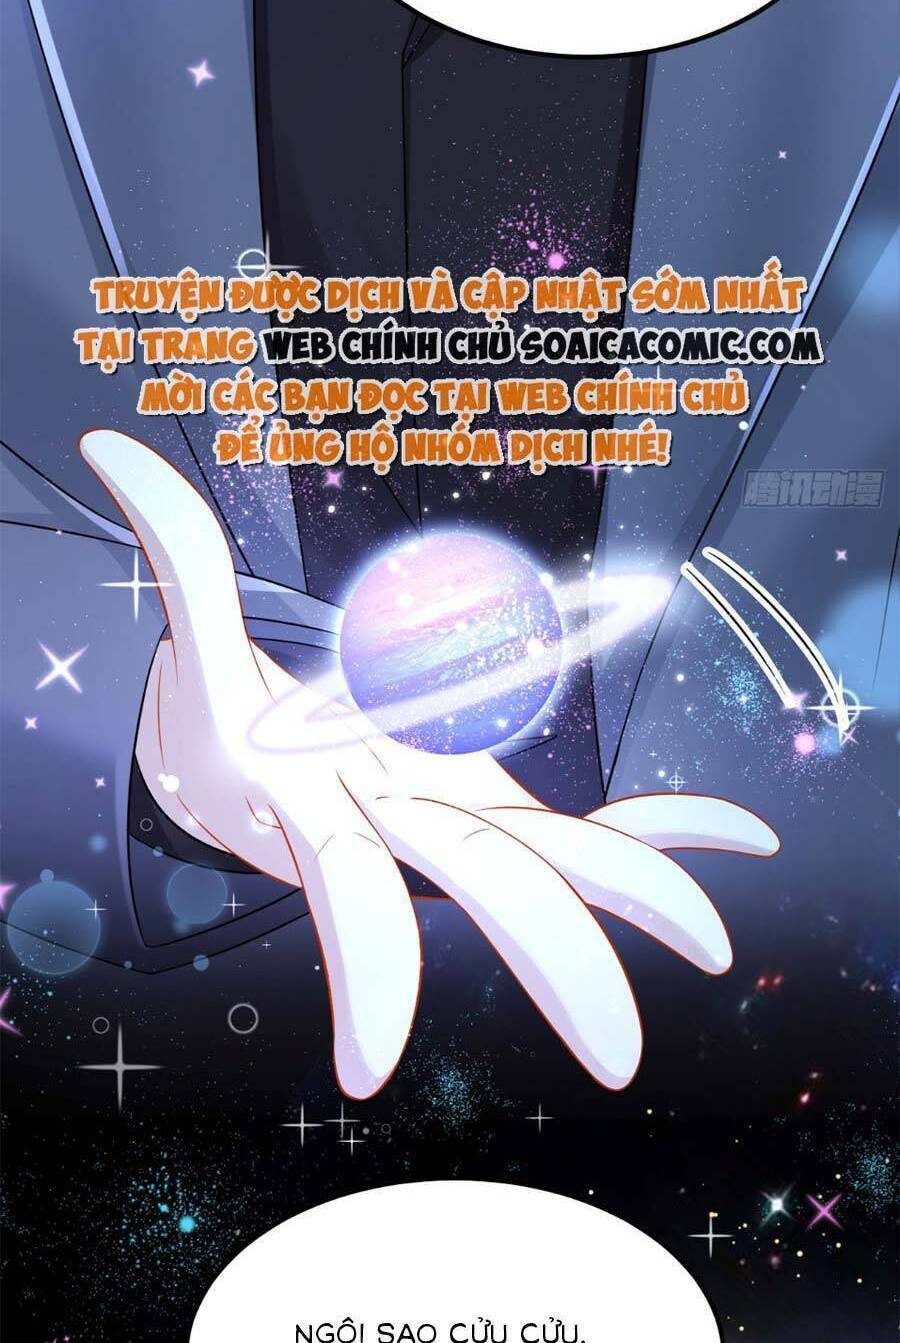 TRUYỆN ĐƯỢC DỊCH VÀ CẬP NHẬT SỚM NHẤT
TẠI TRANG WEB CHÍNH CHỦ SOAICACOMIC.COM
MỜI CÁC BẠN ĐỌC TẠI WEB CHÍNH CHỦ
ĐỂ ỦNG HỘ NHÓM DỊCH NHÉ!
腾讯动漫
NGÔI SAO CỬU CỬU,